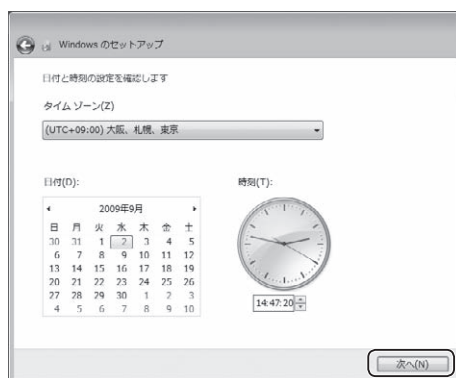 Windows のセットアップ
日付と時刻の設定を確認します
タイム ゾーン(Z)
(UTC+09:00) 大阪、札幌、東京
日付(D):
時刻(T):
2009年9月
日 月 火 水 木 金 土
30 31 1 2 3 4 5
6 7 8 9 10 11 12
13 14 15 16 17 18 19
20 21 22 23 24 25 26
27 28 29 30 1 2 3
4 5 6 7 8 9 10
14:47:20
次へ(N)